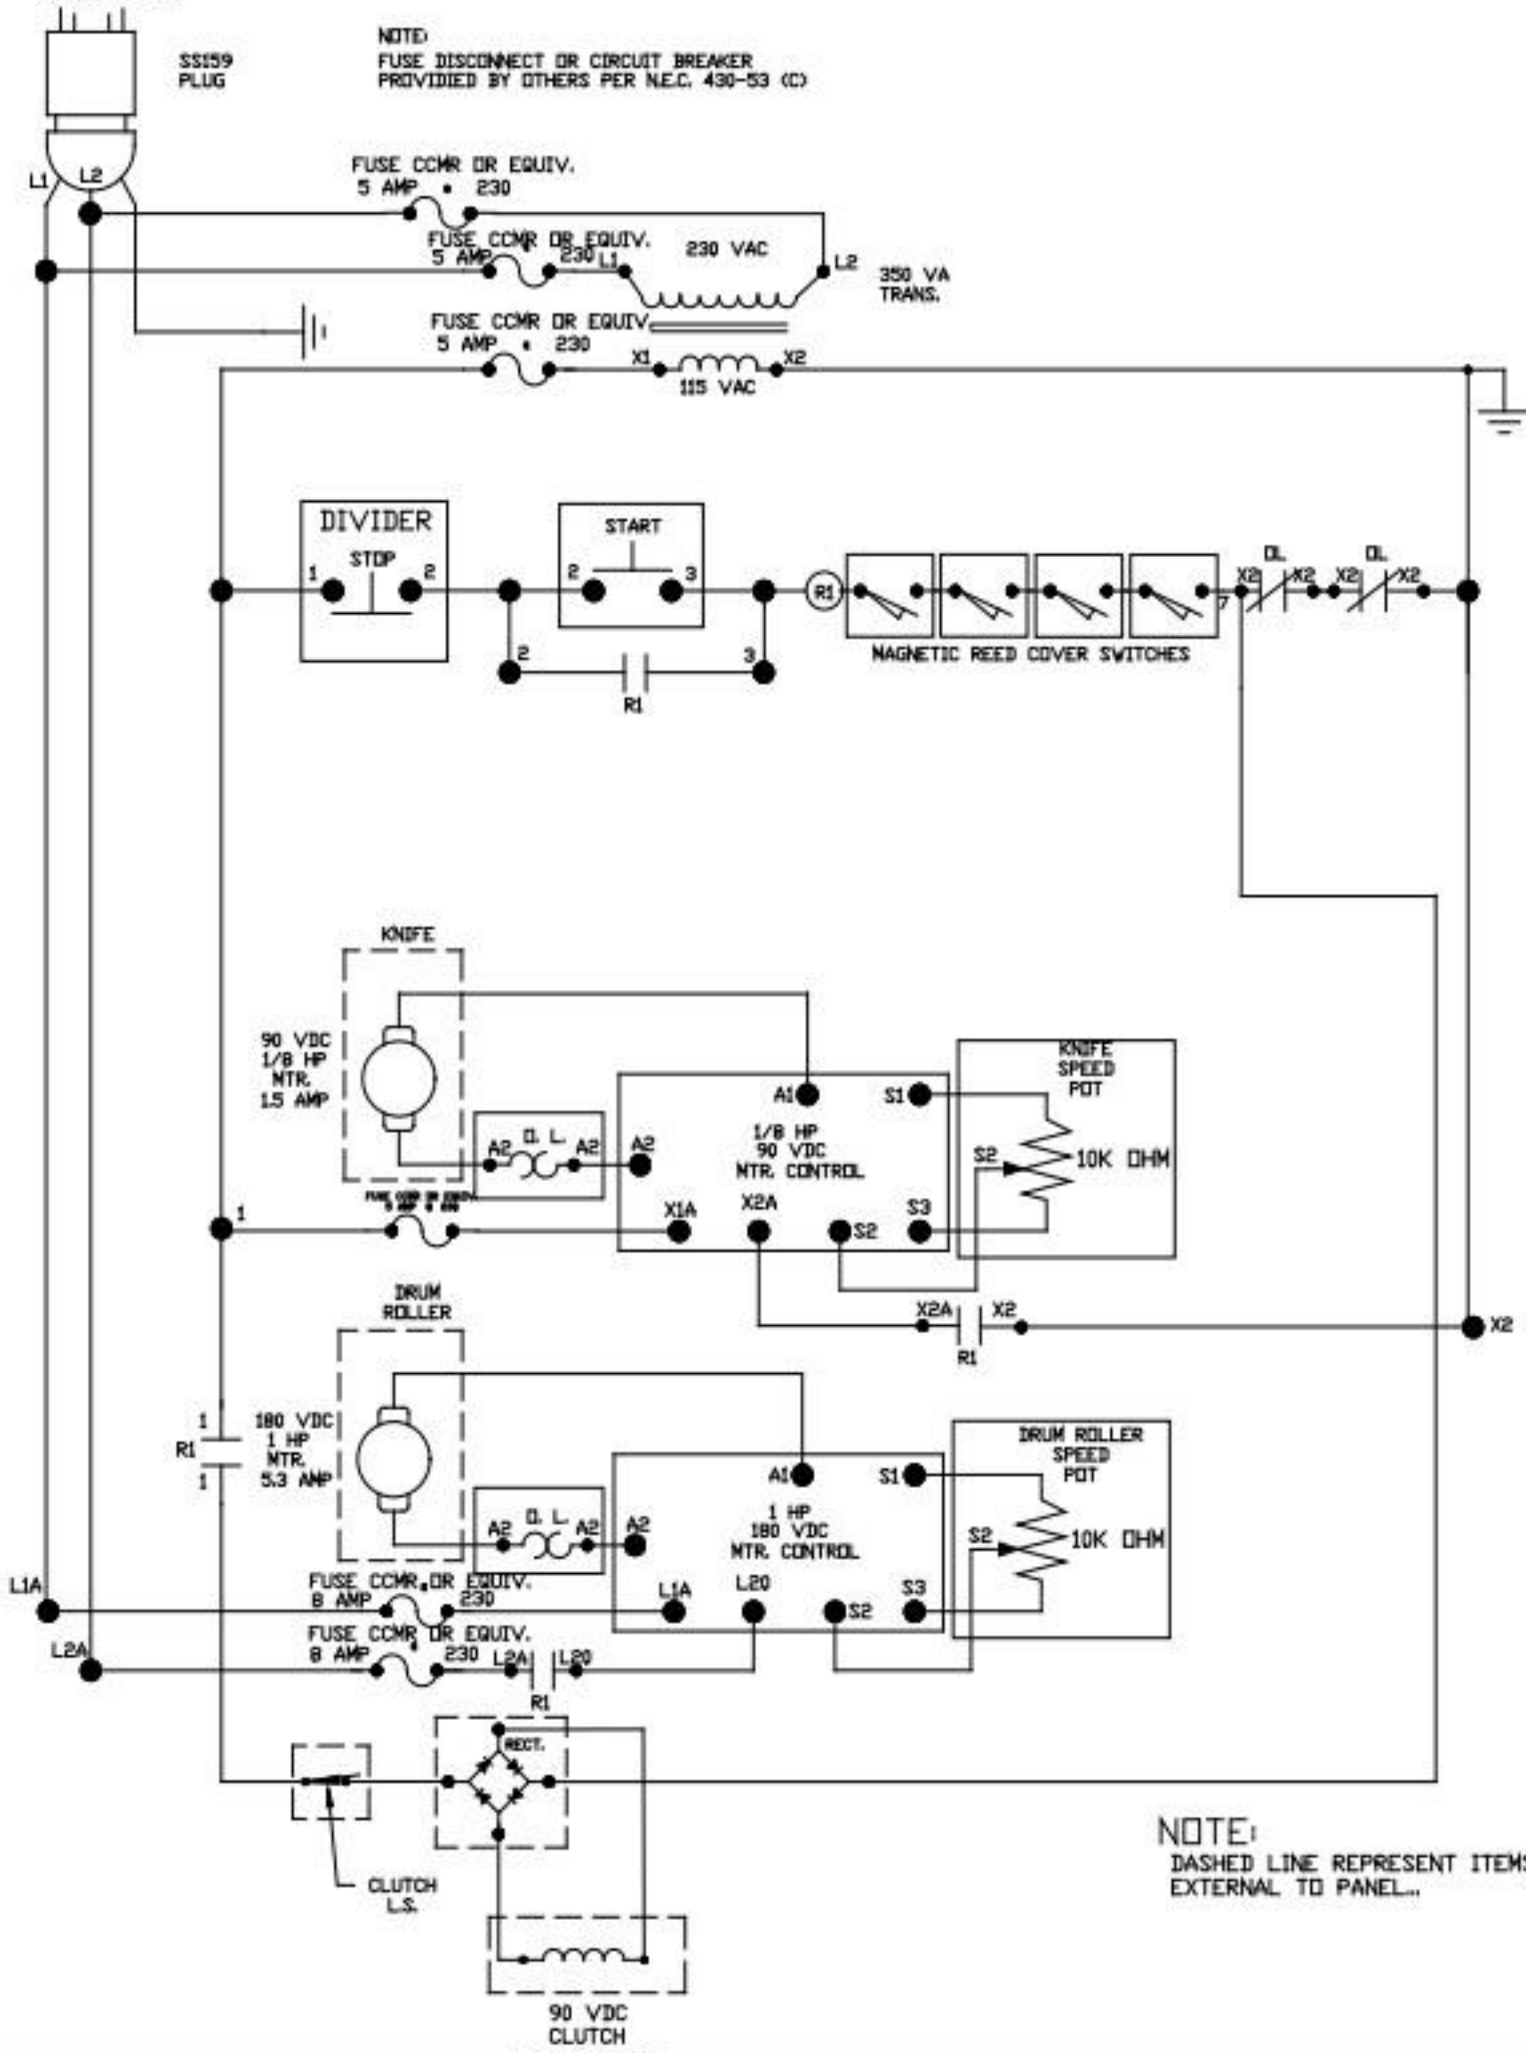 SS159
PLUG
NOTE:
FUSE DISCONNECT OR CIRCUIT BREAKER
PROVIDIED BY OTHERS PER N.E.C. 430-53 (C)
L1
L2
FUSE CCMR OR EQUIV.
5 AMP 230
FUSE CCMR OR EQUIV.
5 AMP 230
L1
230 VAC
L2
350 VA
TRANS.
FUSE CCMR OR EQUIV.
5 AMP 230
X1
X2
115 VAC
DIVIDER
STOP
1
2
START
2
3
R1
2
3
R1
MAGNETIC REED COVER SWITCHES
7
OL
OL
X2
X2
X2
X2
KNIFE
90 VDC
1/8 HP
MTR.
1.5 AMP
A2
O. L.
A2
A2
A1
S1
1/8 HP
90 VDC
MTR. CONTROL
X1A
X2A
S2
S3
KNIFE
SPEED
POT
S2
10K OHM
1
FUSE CCMR OR EQUIV.
X2A
X2
R1
X2
DRUM
ROLLER
1
R1
1
180 VDC
1 HP
MTR.
5.3 AMP
A2
O. L.
A2
A2
A1
S1
1 HP
180 VDC
MTR. CONTROL
L1A
L20
S2
S3
DRUM ROLLER
SPEED
POT
S2
10K OHM
L1A
FUSE CCMR OR EQUIV.
8 AMP 230
L2A
FUSE CCMR OR EQUIV.
8 AMP 230
L2A
L20
R1
RECT.
CLUTCH
L.S.
90 VDC
CLUTCH
NOTE:
DASHED LINE REPRESENT ITEMS
EXTERNAL TO PANEL...